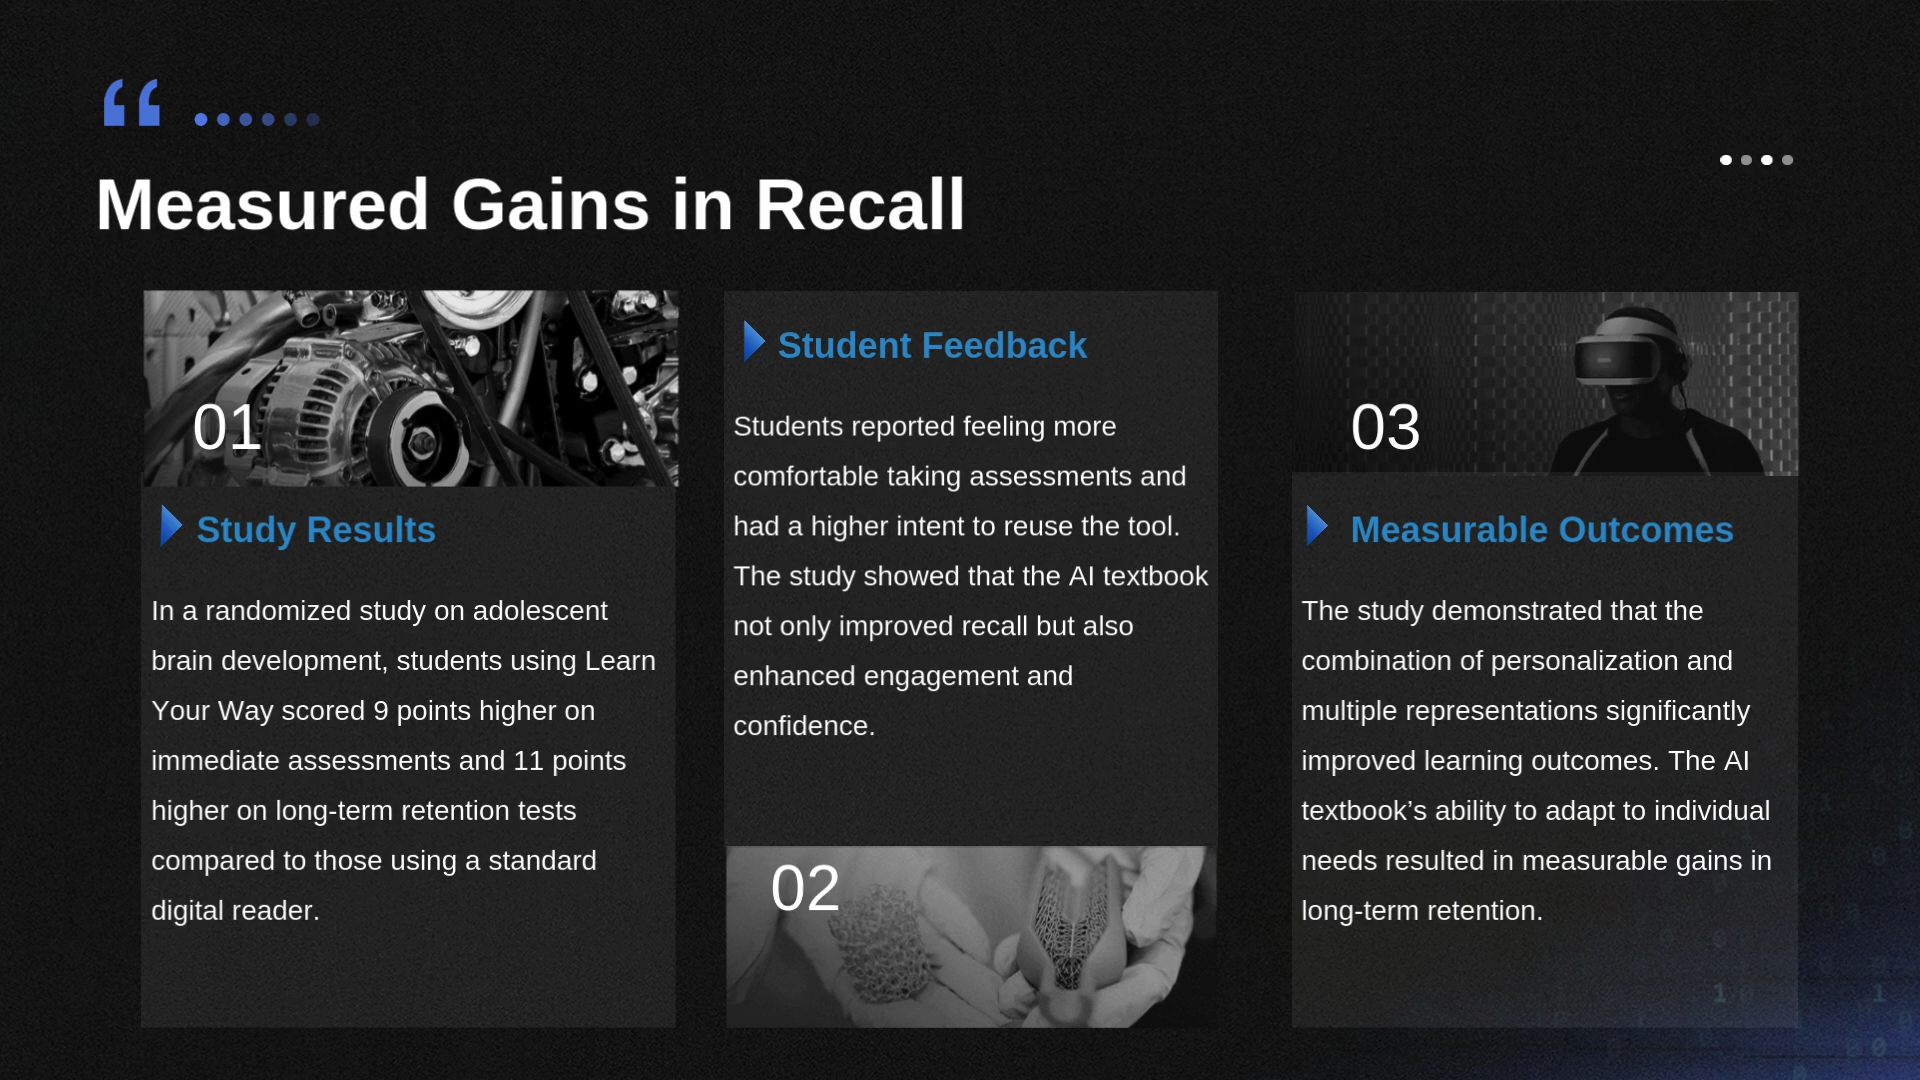 “
Measured Gains in Recall
01
Study Results
In a randomized study on adolescent
brain development, students using Learn
Your Way scored 9 points higher on
immediate assessments and 11 points
higher on long-term retention tests
compared to those using a standard
digital reader.
Student Feedback
Students reported feeling more
comfortable taking assessments and
had a higher intent to reuse the tool.
The study showed that the AI textbook
not only improved recall but also
enhanced engagement and
confidence.
02
03
Measurable Outcomes
The study demonstrated that the
combination of personalization and
multiple representations significantly
improved learning outcomes. The AI
textbook’s ability to adapt to individual
needs resulted in measurable gains in
long-term retention.